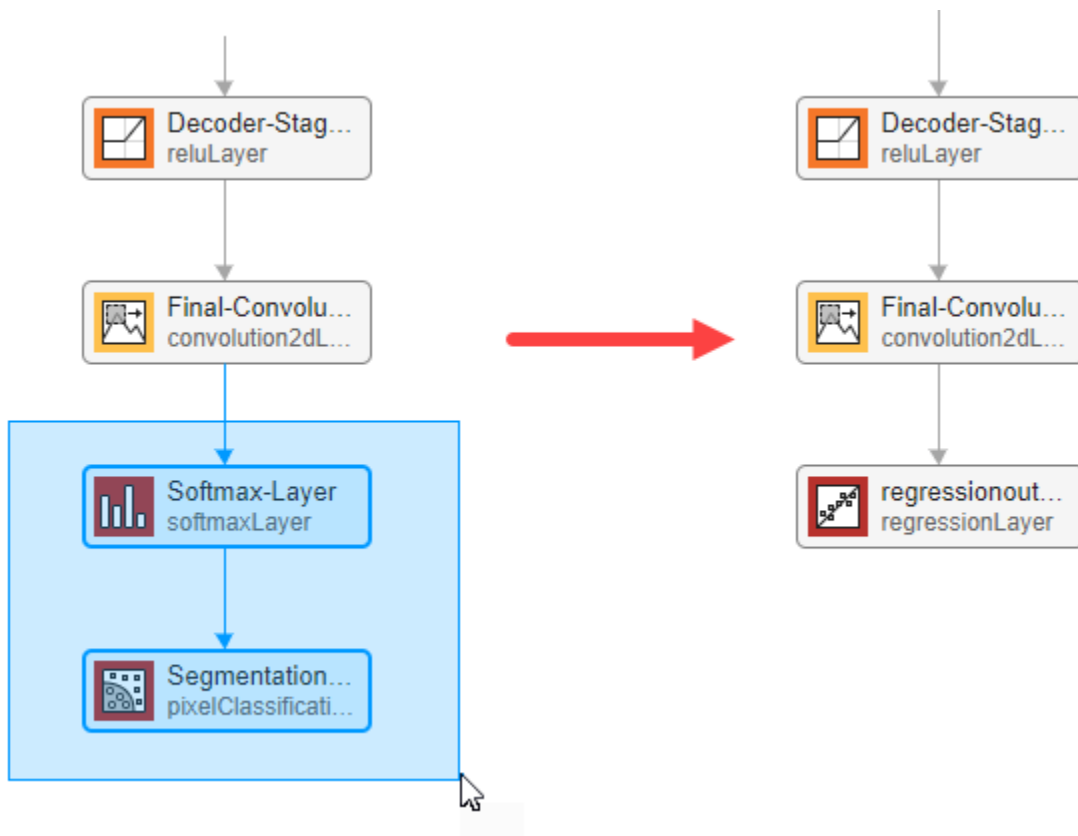 Decoder-Stag...
reluLayer
Final-Convolu...
convolution2dL...
Softmax-Layer
softmaxLayer
Segmentation...
pixelClassificati...
Decoder-Stag...
reluLayer
Final-Convolu...
convolution2dL...
regressionout...
regressionLayer